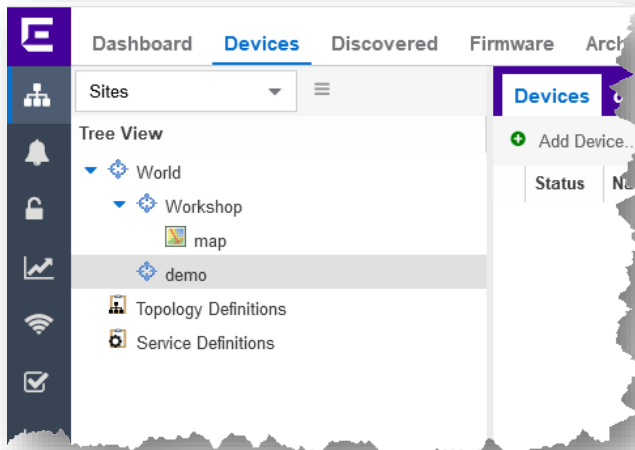 Dashboard Devices Discovered Firmware Arch
Sites
Devices
Tree View
Add Device...
Status Na
World
Workshop
map
demo
Topology Definitions
Service Definitions